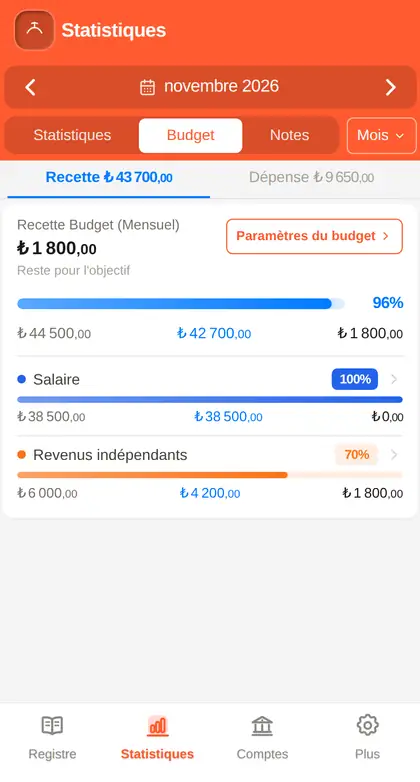 Statistiques
novembre 2026
Statistiques Budget Notes Mois
Recette ₺ 43 700,00 Dépense ₺ 9 650,00
Recette Budget (Mensuel)
₺ 1 800,00
Paramètres du budget
Reste pour l'objectif
96%
₺ 44 500,00 ₺ 42 700,00 ₺ 1 800,00
Salaire 100%
₺ 38 500,00 ₺ 38 500,00 ₺ 0,00
Revenus indépendants 70%
₺ 6 000,00 ₺ 4 200,00 ₺ 1 800,00
Registre Statistiques Comptes Plus